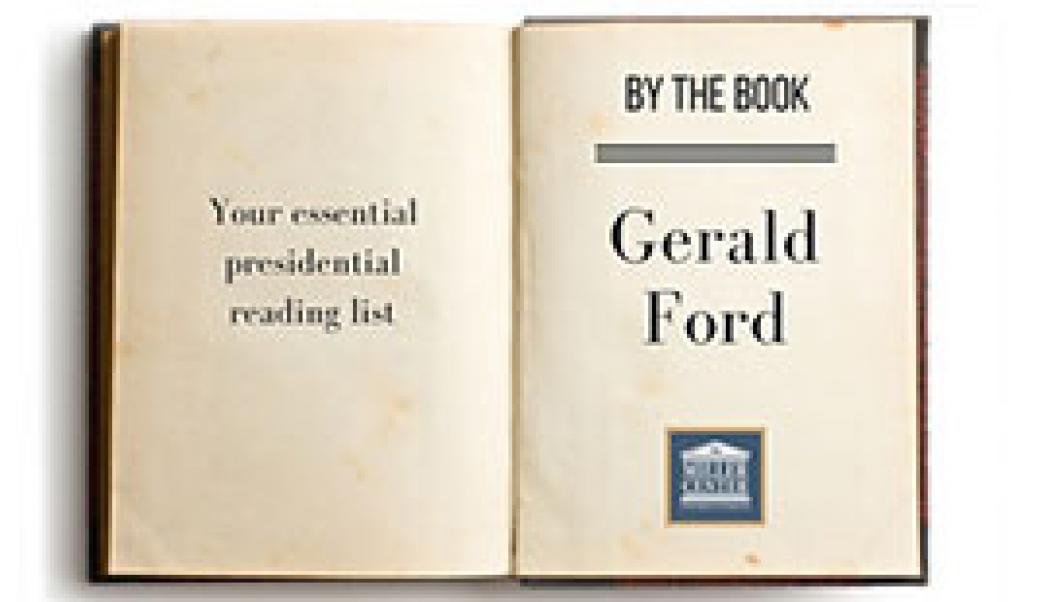 Your essential
presidential
reading list
BY THE BOOK
Gerald
Ford